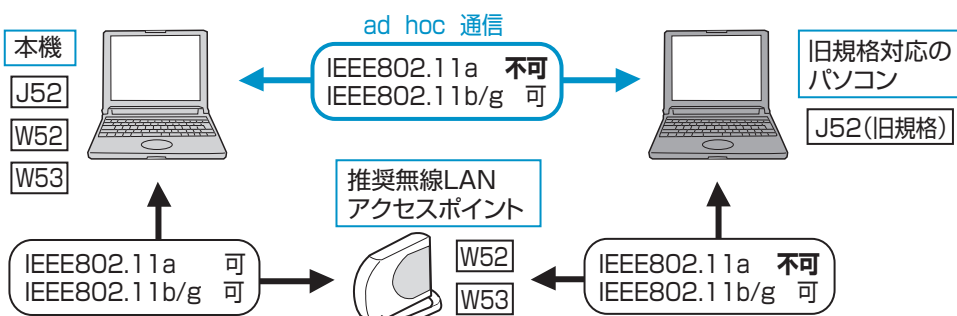 ad hoc 通信
本機
J52
W52
W53
IEEE802.11a 不可
IEEE802.11b/g 可
旧規格対応の
パソコン
J52(旧規格)
推奨無線LAN
アクセスポイント
W52
W53
IEEE802.11a 可
IEEE802.11b/g 可
IEEE802.11a 不可
IEEE802.11b/g 可